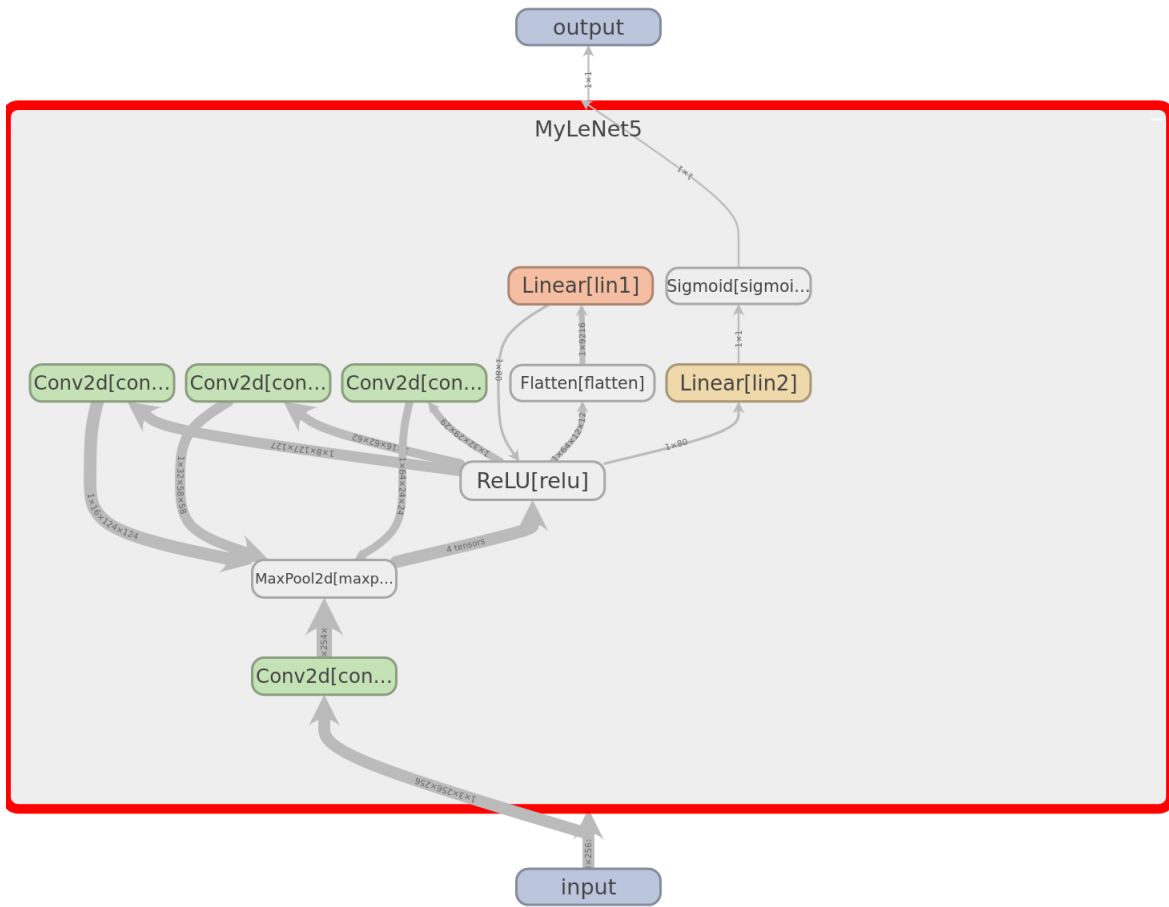 output
1×1
MyLeNet5
1×1
Linear[lin1]
Sigmoid[sigmoi...
1×9216
1×1
1×80
Conv2d[con...
Conv2d[con...
Conv2d[con...
Flatten[flatten]
Linear[lin2]
1×8×127×127
16×62×62
1×32×29×29
1×64×12×12
1×80
ReLU[relu]
1×16×124×124
1×32×58×58
1×64×24×24
4 tensors
MaxPool2d[maxp...
×254×
Conv2d[con...
1×3×256×256
×256
input